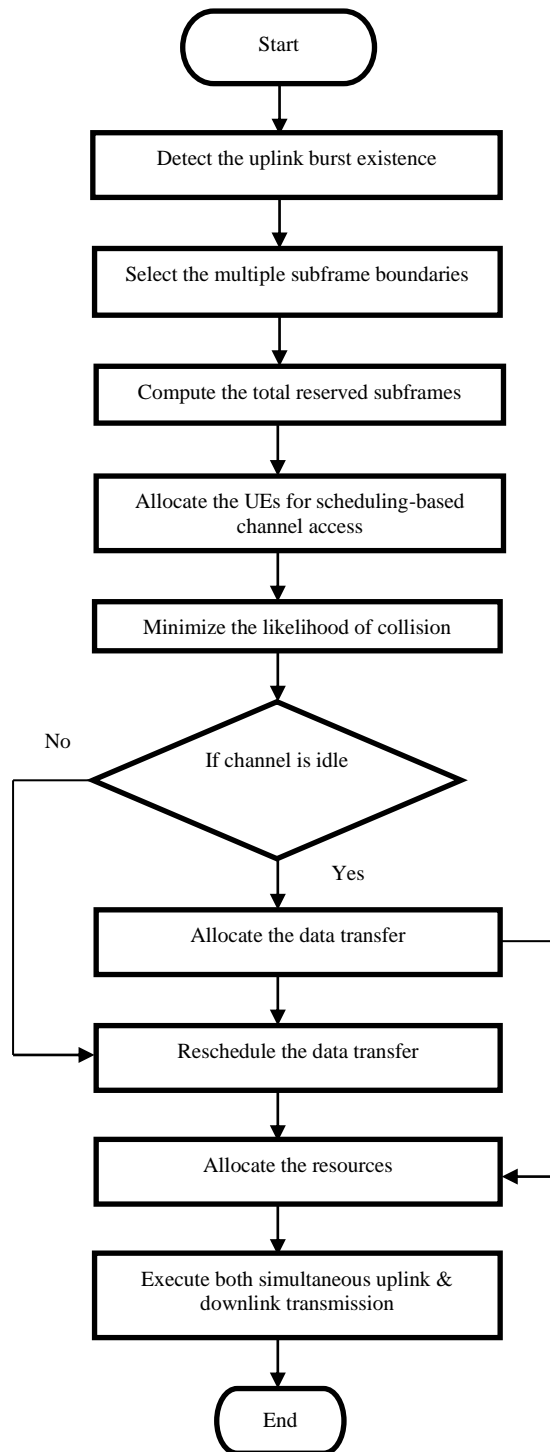 Start
Detect the uplink burst existence
Select the multiple subframe boundaries
Compute the total reserved subframes
Allocate the UEs for scheduling-based
channel access
Minimize the likelihood of collision
No
If channel is idle
Yes
Allocate the data transfer
Reschedule the data transfer
Allocate the resources
Execute both simultaneous uplink &
downlink transmission
End